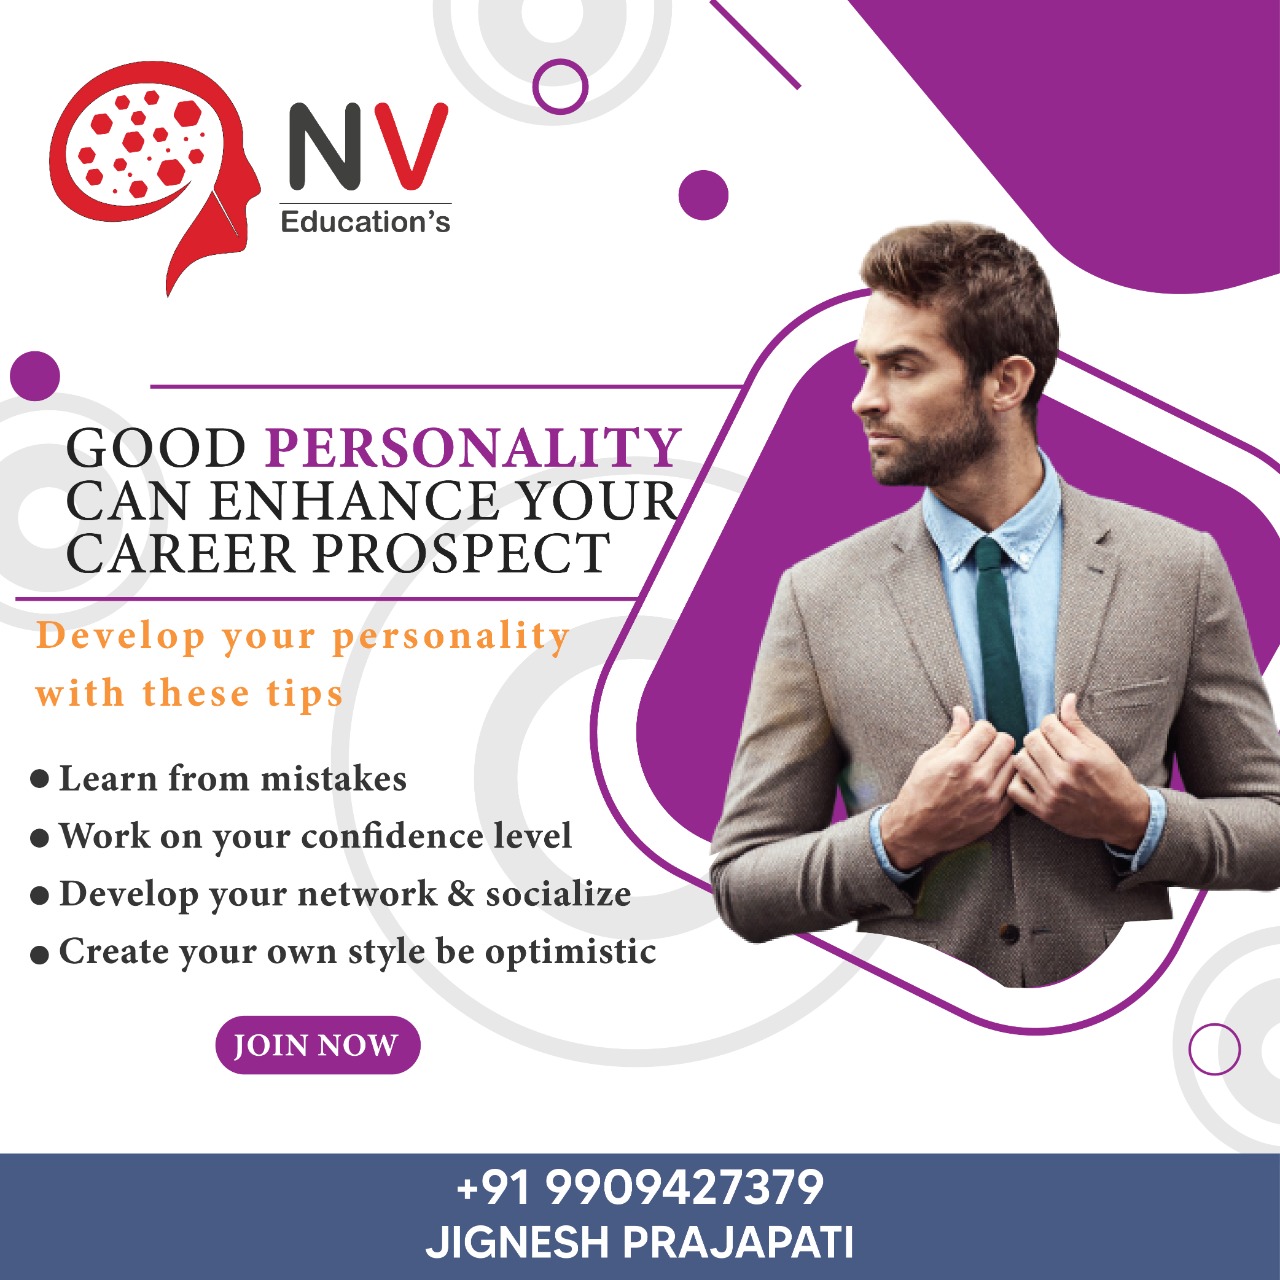 NV
Education's
GOOD PERSONALITY
CAN ENHANCE YOUR
CAREER PROSPECT
Develop your personality
with these tips
● Learn from mistakes
● Work on your confidence level
● Develop your network & socialize
● Create your own style be optimistic
JOIN NOW
+91 9909427379
JIGNESH PRAJAPATI